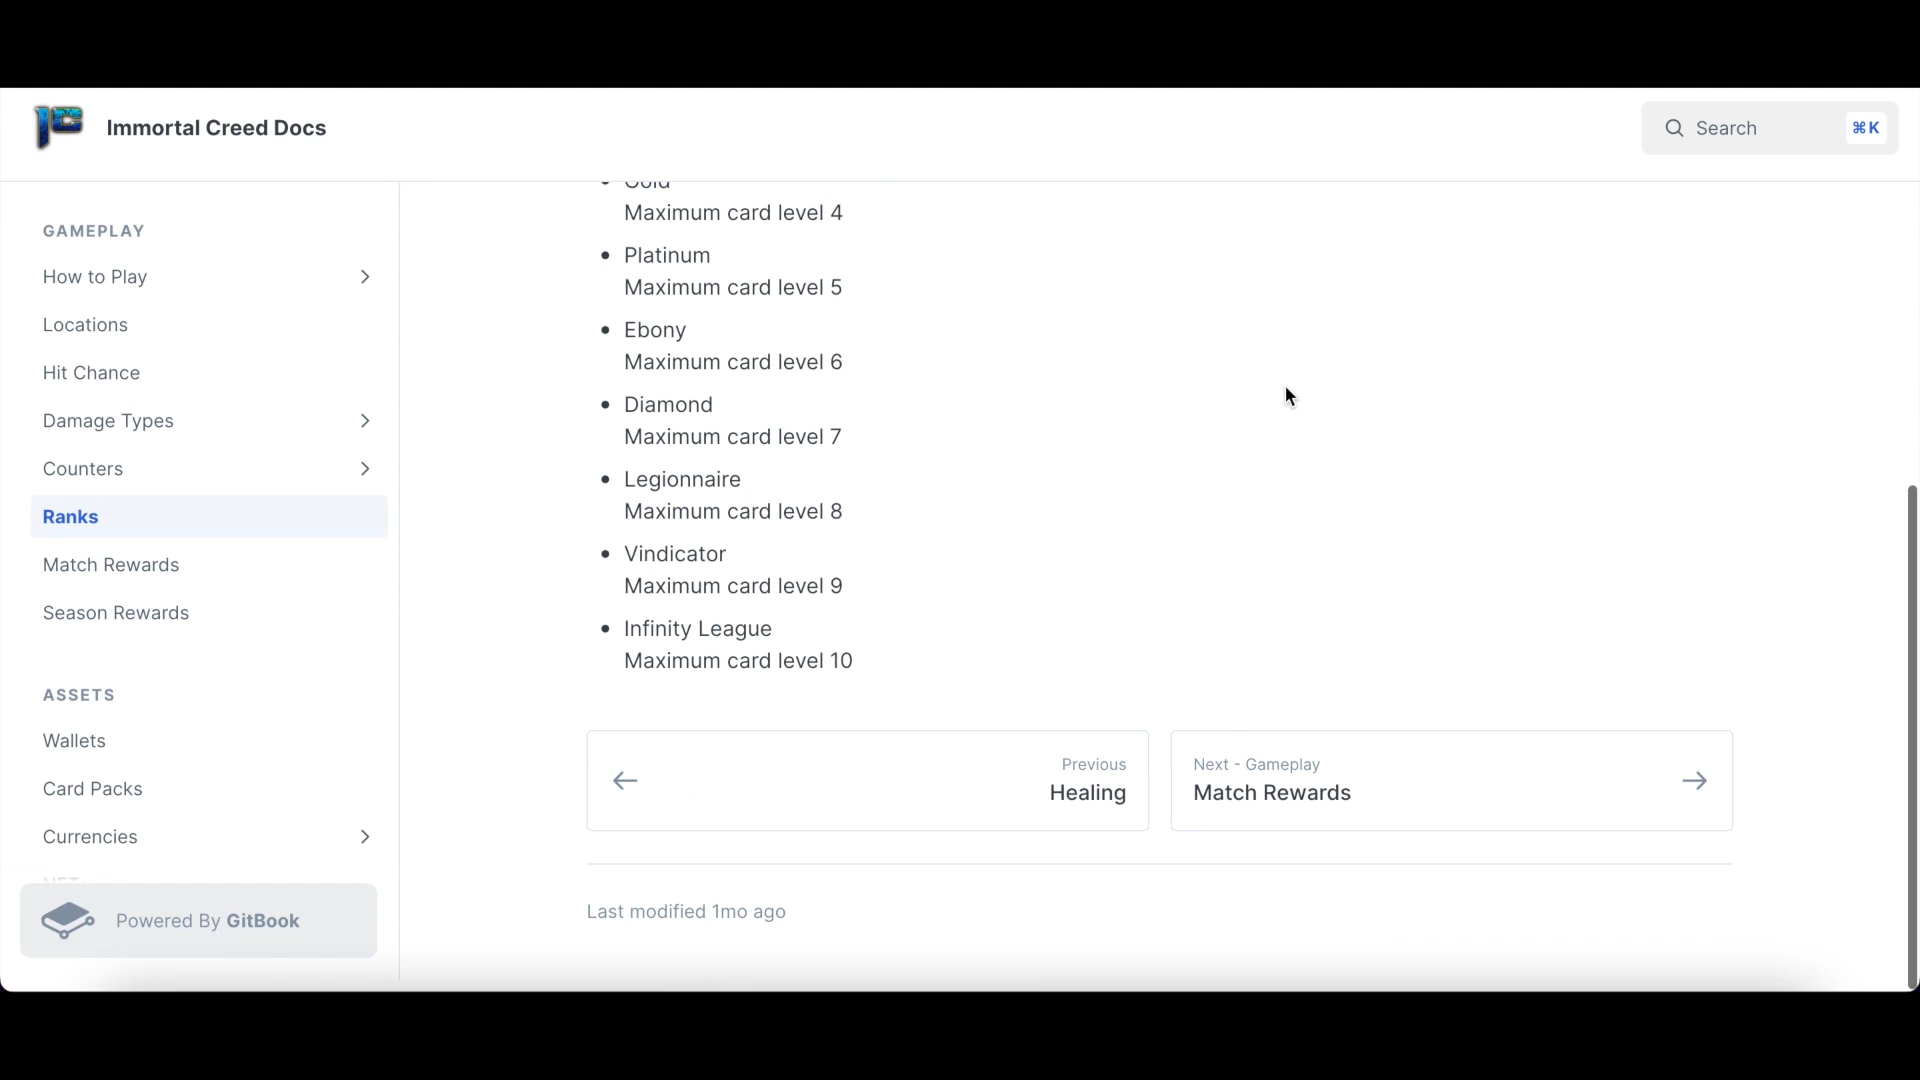 Immortal Creed Docs
Search
⌘K
GAMEPLAY
How to Play
Locations
Hit Chance
Damage Types
Counters
Ranks
Match Rewards
Season Rewards
ASSETS
Wallets
Card Packs
Currencies
Powered By GitBook
Gold
Maximum card level 4
Platinum
Maximum card level 5
Ebony
Maximum card level 6
Diamond
Maximum card level 7
Legionnaire
Maximum card level 8
Vindicator
Maximum card level 9
Infinity League
Maximum card level 10
Previous
Healing
Next - Gameplay
Match Rewards
Last modified 1mo ago